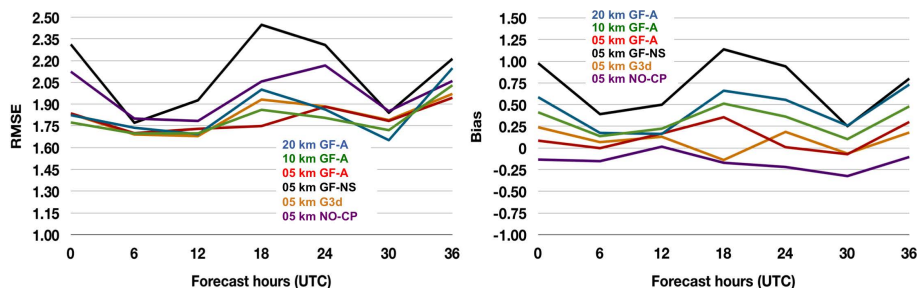 2.50
2.35
2.20
2.05
1.90
1.75
1.60
1.45
1.30
1.15
1.00
RMSE
20 km GF-A
10 km GF-A
05 km GF-A
05 km GF-NS
05 km G3d
05 km NO-CP
0 6 12 18 24 30 36
Forecast hours (UTC)
1.50
1.25
1.00
0.75
0.50
0.25
0
-0.25
-0.50
-0.75
-1.00
Bias
20 km GF-A
10 km GF-A
05 km GF-A
05 km GF-NS
05 km G3d
05 km NO-CP
0 6 12 18 24 30 36
Forecast hours (UTC)